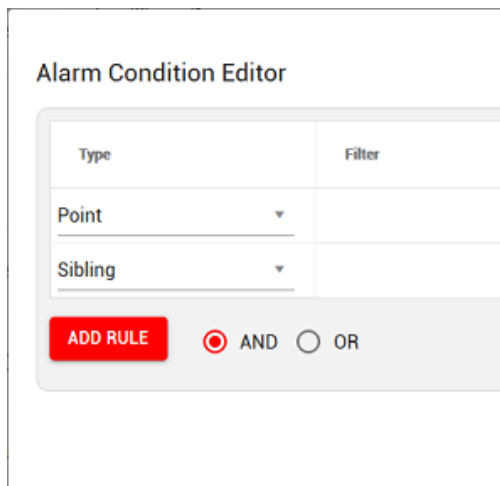 Alarm Condition Editor
Type Filter
Point
Sibling
ADD RULE AND OR